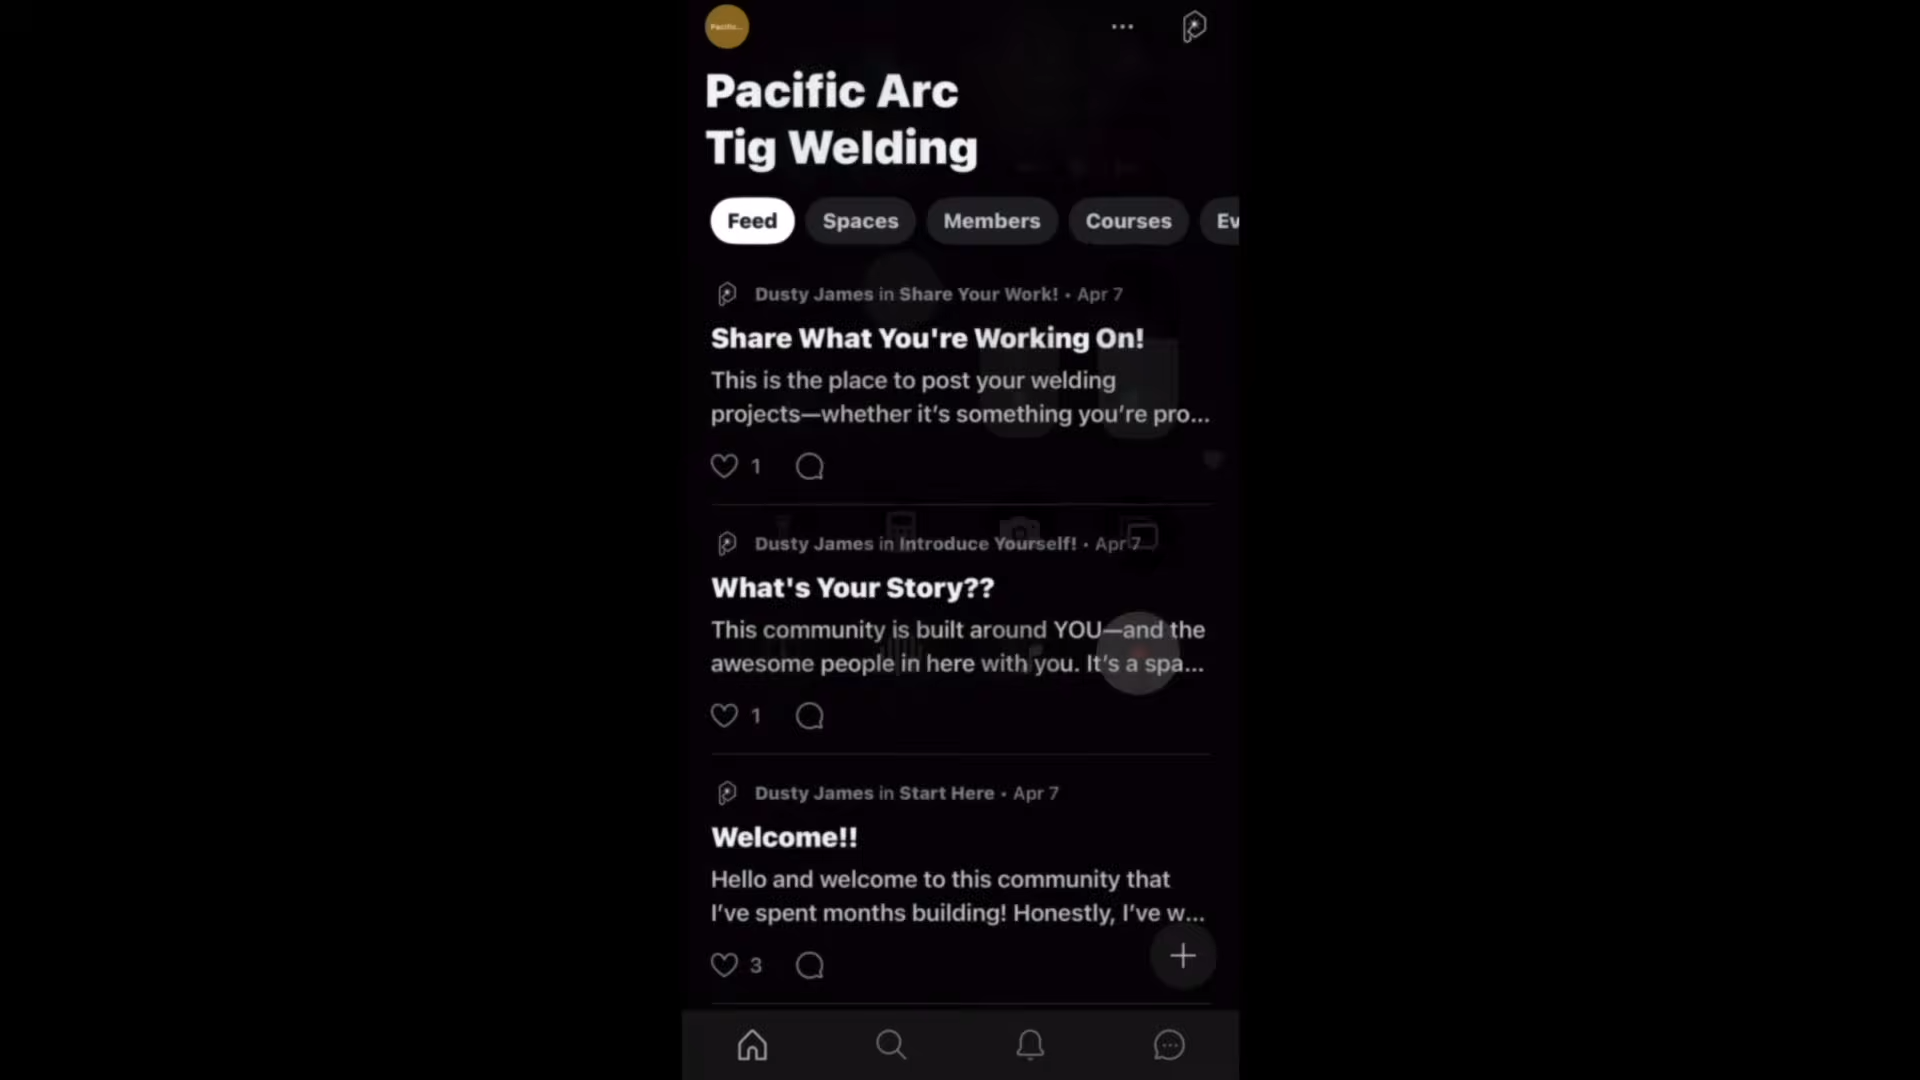 Pacific...
Pacific Arc
Tig Welding
Feed
Spaces
Members
Courses
Ev
Dusty James in Share Your Work! • Apr 7
Share What You're Working On!
This is the place to post your welding
projects—whether it's something you're pro...
1
Dusty James in Introduce Yourself! • Apr 7
What's Your Story??
This community is built around YOU—and the
awesome people in here with you. It's a spa...
1
Dusty James in Start Here • Apr 7
Welcome!!
Hello and welcome to this community that
I've spent months building! Honestly, I've w...
3